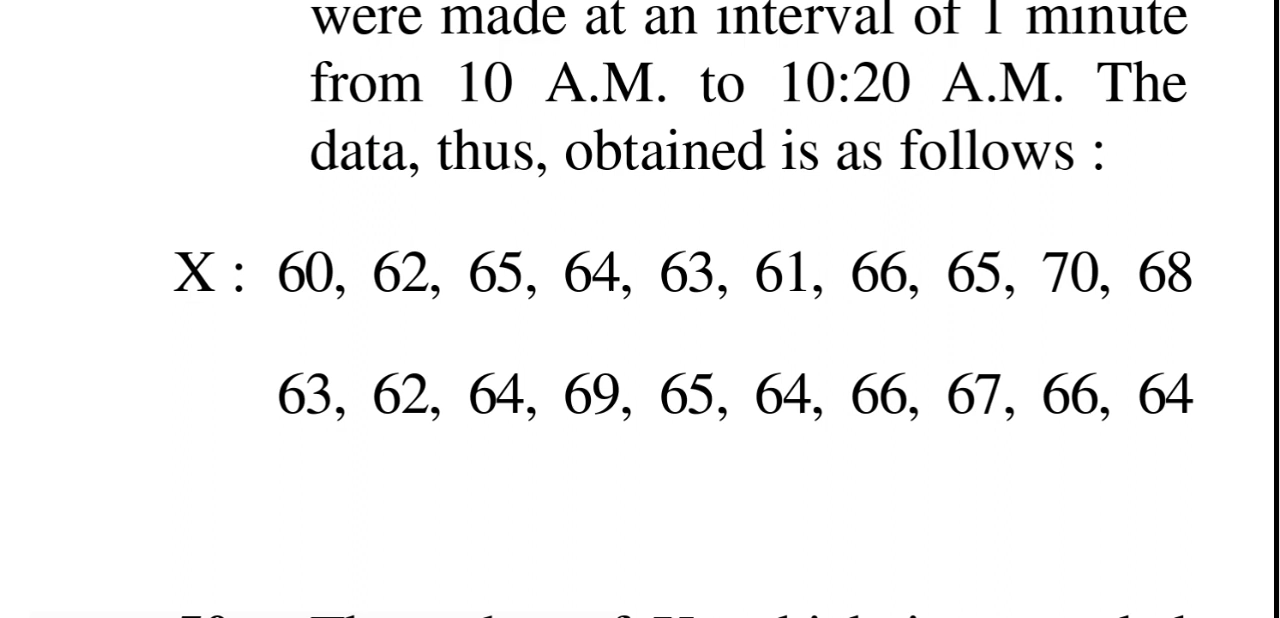 were made at an interval of 1 minute
from 10 A.M. to 10:20 A.M. The
data, thus, obtained is as follows :
X : 60, 62, 65, 64, 63, 61, 66, 65, 70, 68
63, 62, 64, 69, 65, 64, 66, 67, 66, 64